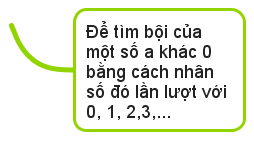 Để tìm bội của
một số a khác 0
bằng cách nhân
số đó lần lượt với
0, 1, 2,3,...